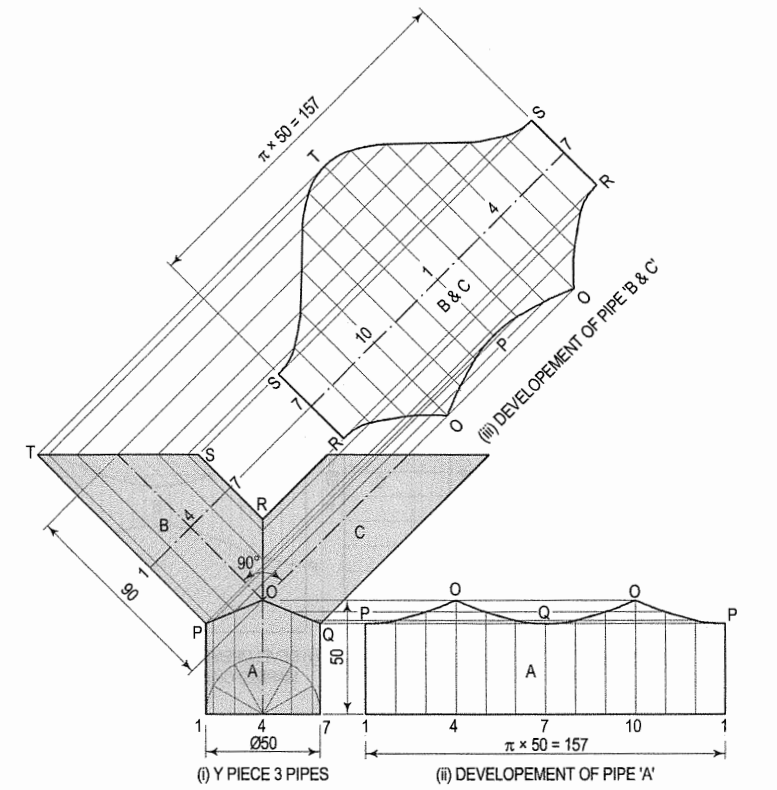 π × 50 = 157
S
7
R
T
4
1
B & C
10
O
P
S
7
R
O
(iii) DEVELOPEMENT OF PIPE 'B & C'
T
S
7
R
B
4
C
1
90°
90
O
P
Q
50
A
1
4
7
Ø50
(i) Y PIECE 3 PIPES
O
O
P
Q
P
A
1
4
7
10
1
π × 50 = 157
(ii) DEVELOPEMENT OF PIPE 'A'